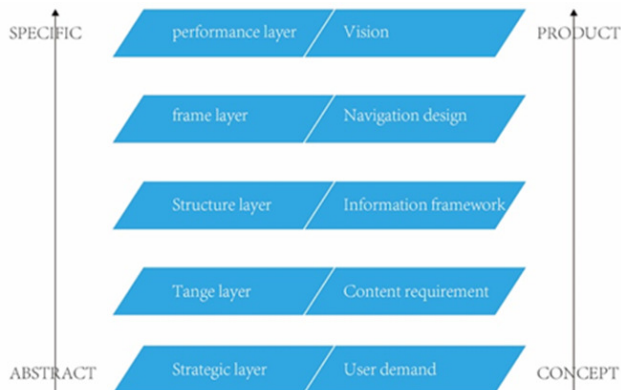 SPECIFIC performance layer Vision PRODUCT
frame layer Navigation design
Structure layer Information framework
Tange layer Content requirement
ABSTRACT Strategic layer User demand CONCEPT